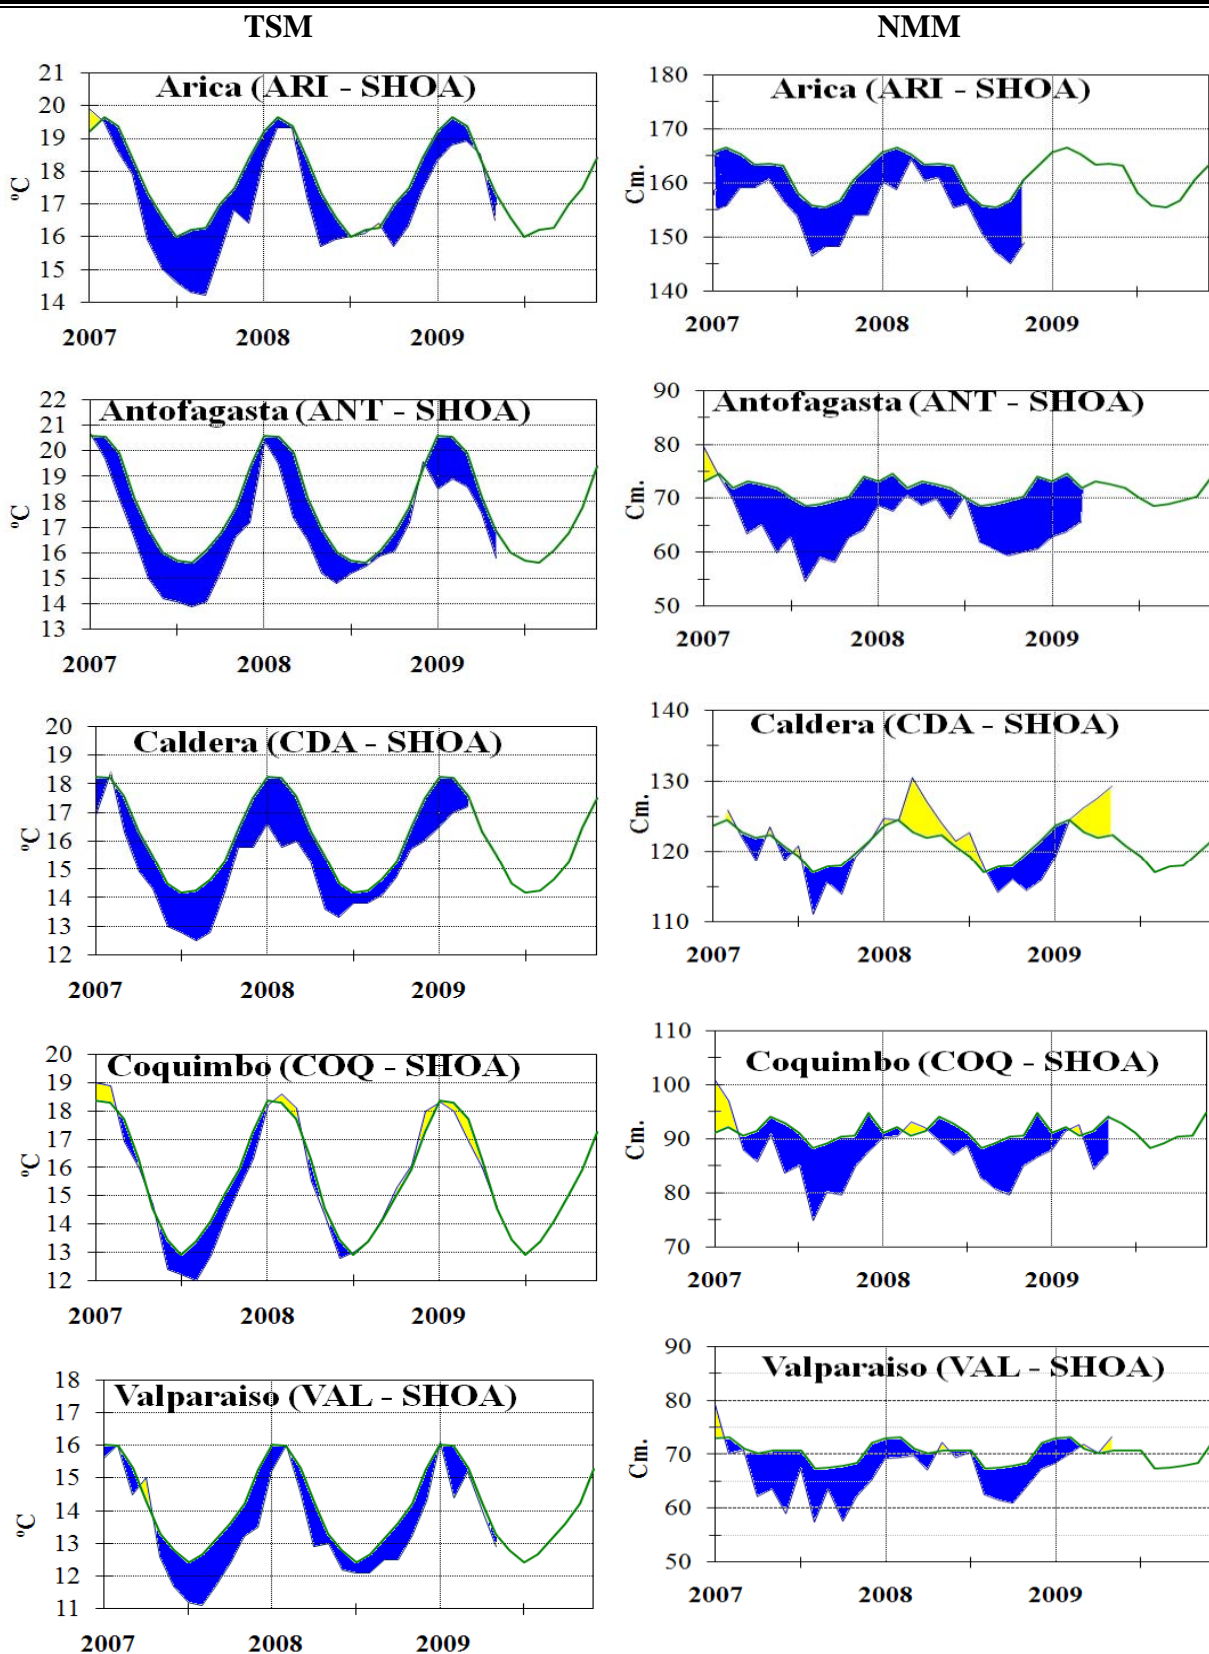 TSM
NMM
Arica (ARI - SHOA)
21
20
19
18
17
16
15
14
ºC
2007 2008 2009
Arica (ARI - SHOA)
180
170
160
150
140
Cm.
2007 2008 2009
Antofagasta (ANT - SHOA)
22
21
20
19
18
17
16
15
14
13
ºC
2007 2008 2009
Antofagasta (ANT - SHOA)
90
80
70
60
50
Cm.
2007 2008 2009
Caldera (CDA - SHOA)
20
19
18
17
16
15
14
13
12
ºC
2007 2008 2009
Caldera (CDA - SHOA)
140
130
120
110
Cm.
2007 2008 2009
Coquimbo (COQ - SHOA)
20
19
18
17
16
15
14
13
12
ºC
2007 2008 2009
Coquimbo (COQ - SHOA)
110
100
90
80
70
Cm.
2007 2008 2009
Valparaiso (VAL - SHOA)
18
17
16
15
14
13
12
11
ºC
2007 2008 2009
Valparaiso (VAL - SHOA)
90
80
70
60
50
Cm.
2007 2008 2009